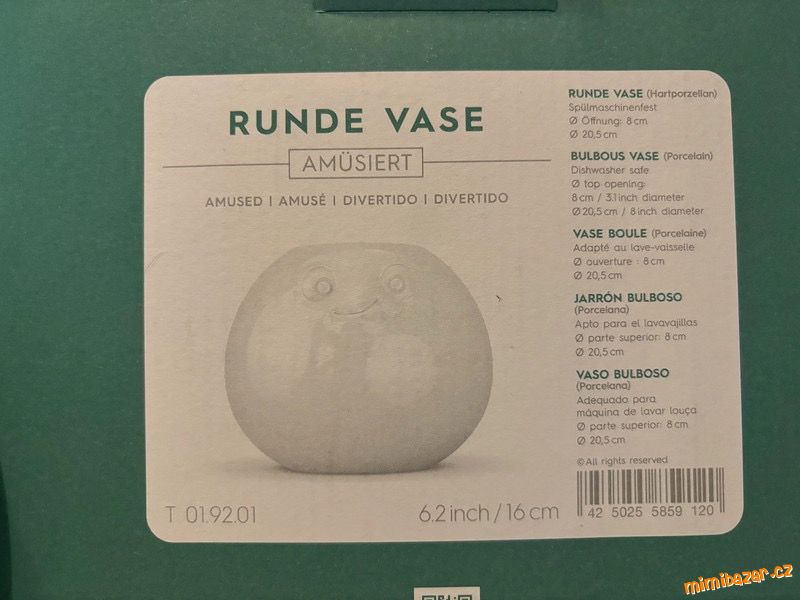 RUNDE VASE
AMÜSIERT
AMUSED | AMUSÉ | DIVERTIDO | DIVERTIDO
T 01.92.01
6.2 inch / 16 cm
RUNDE VASE (Hartporzellan)
Spülmaschinenfest
Ø Öffnung: 8 cm
Ø 20,5 cm
BULBOUS VASE (Porcelain)
Dishwasher safe
Ø top opening:
8 cm / 3.1 inch diameter
Ø 20,5 cm / 8 inch diameter
VASE BOULE (Porcelaine)
Adapté au lave-vaisselle
Ø ouverture : 8 cm
Ø 20,5 cm
JARRÓN BULBOSO
(Porcelana)
Apto para el lavavajillas
Ø parte superior: 8 cm
Ø 20,5 cm
VASO BULBOSO
(Porcelana)
Adequado para
máquina de lavar louça
Ø parte superior: 8 cm
Ø 20,5 cm
©All rights reserved
42 5025 5859 120
mimibazar.cz